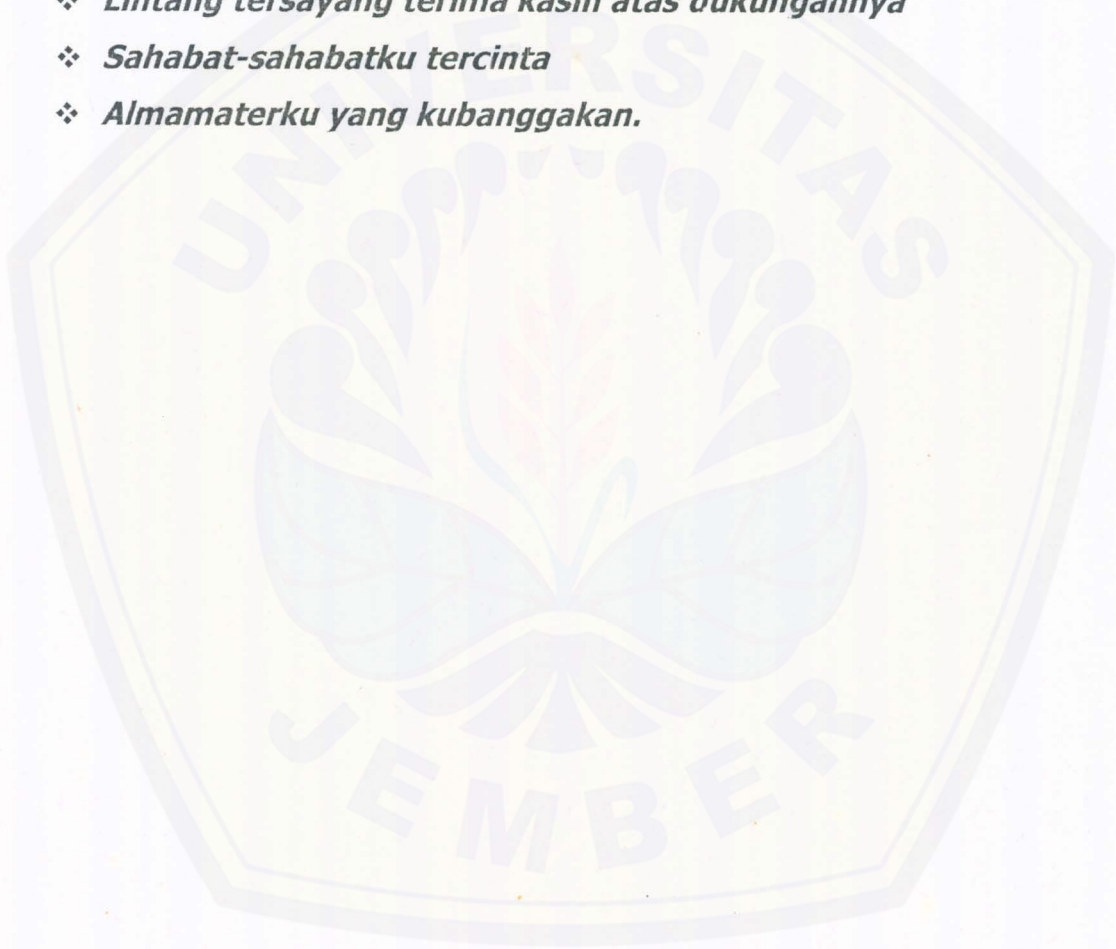 ❖ Lintang tersayang terima kasih atas dukungannya
❖ Sahabat-sahabatku tercinta
❖ Almamaterku yang kubanggakan.
UNIVERSITAS
JEMBER